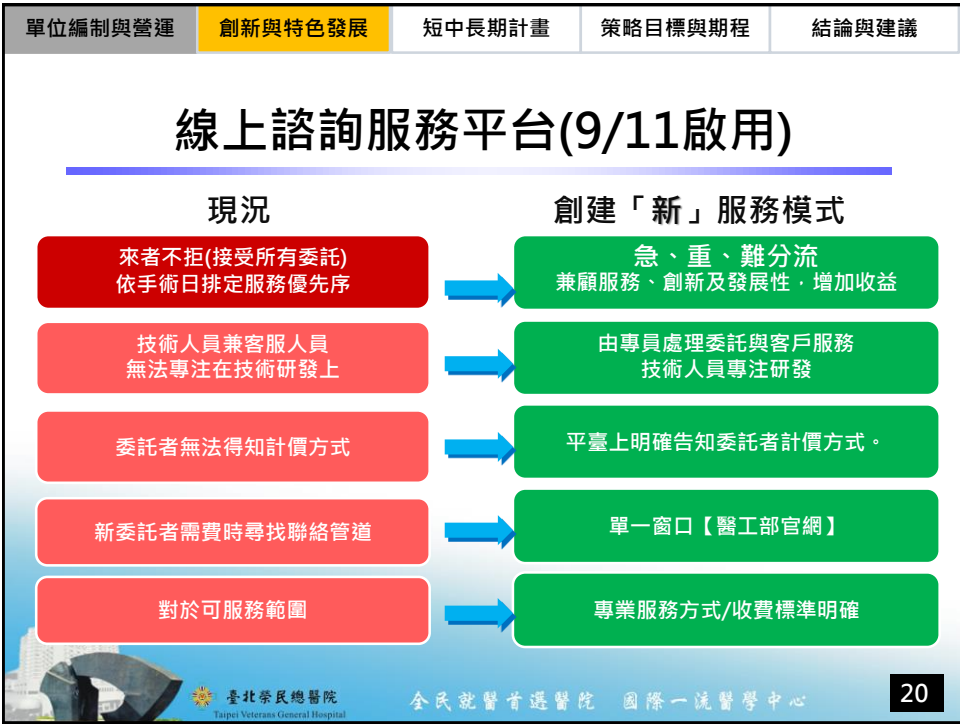 單位編制與營運
創新與特色發展
短中長期計畫
策略目標與期程
結論與建議
線上諮詢服務平台(9/11啟用)
現況
創建「新」服務模式
來者不拒(接受所有委託)
依手術日排定服務優先序
急、重、難分流
兼顧服務、創新及發展性,增加收益
技術人員兼客服人員
無法專注在技術研發上
由專員處理委託與客戶服務
技術人員專注研發
委託者無法得知計價方式
平臺上明確告知委託者計價方式。
新委託者需費時尋找聯絡管道
單一窗口【醫工部官網】
對於可服務範圍
專業服務方式/收費標準明確
臺北榮民總醫院
Taipei Veterans General Hospital
全民就醫首選醫院 國際一流醫學中心
20